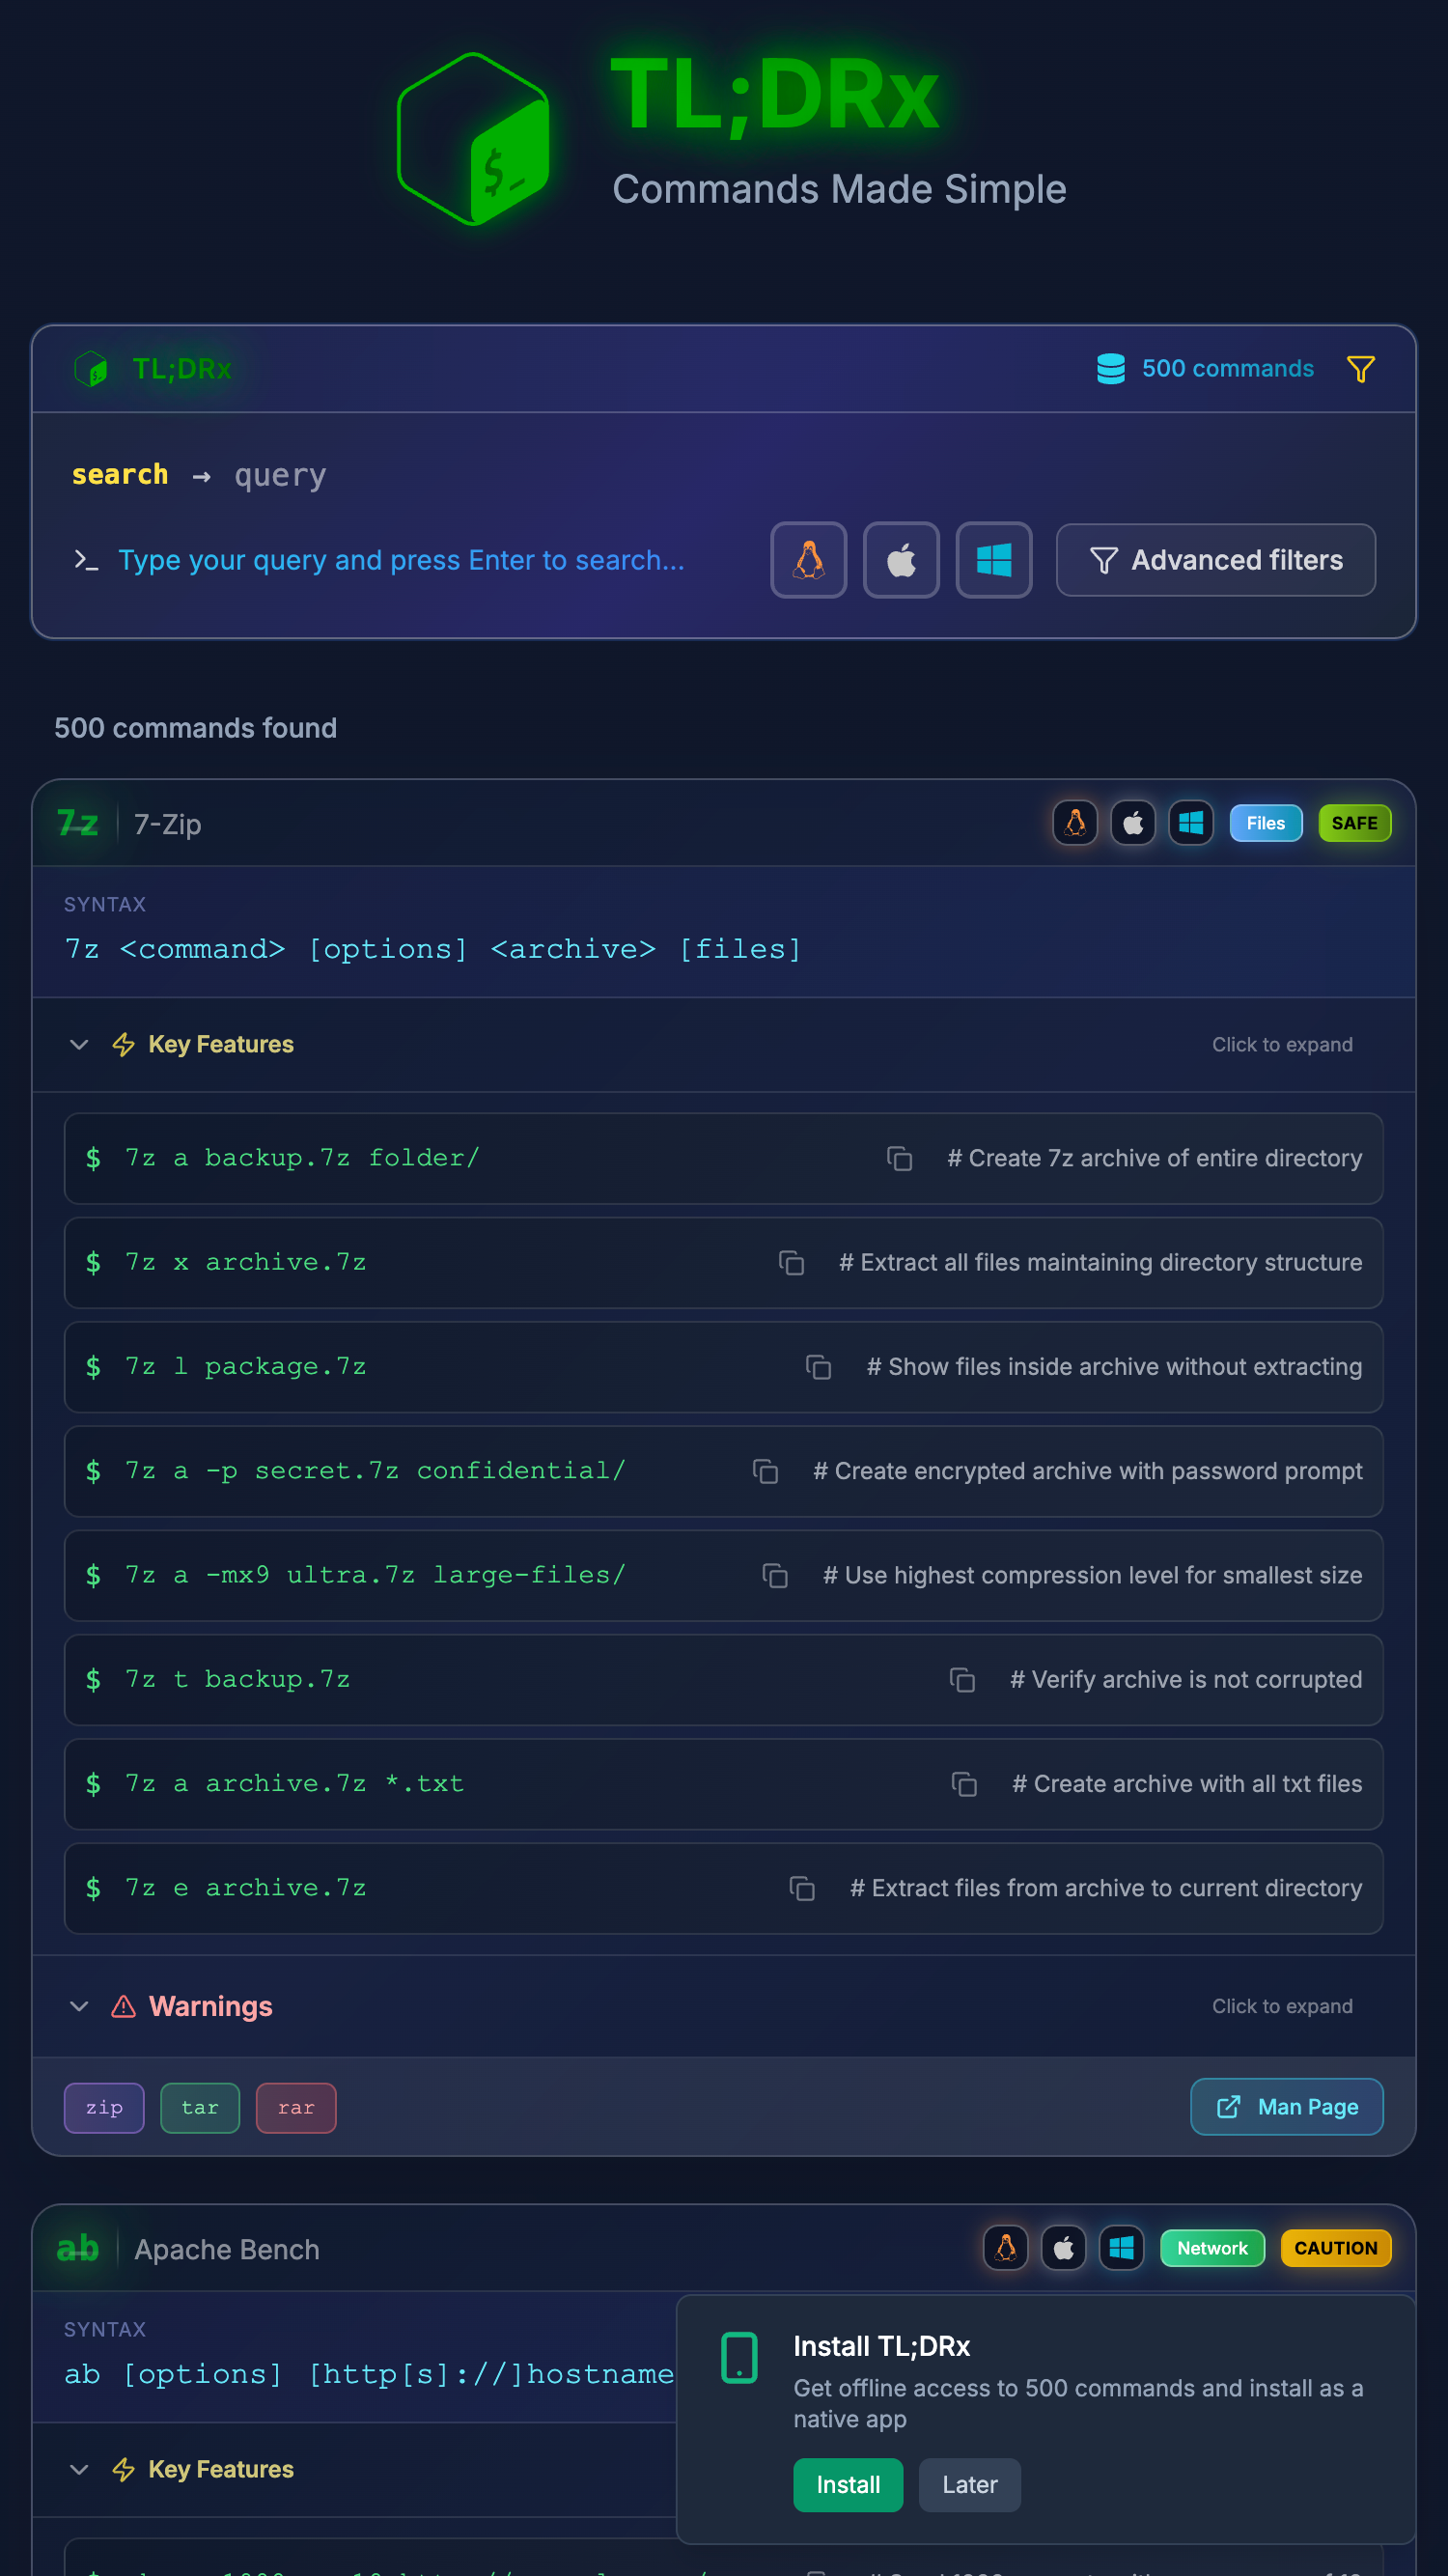 $_
TL;DRx
Commands Made Simple
TL;DRx
500 commands
search → query
Type your query and press Enter to search...
Advanced filters
500 commands found
7z
7-Zip
Files
SAFE
SYNTAX
7z <command> [options] <archive> [files]
Key Features
Click to expand
$ 7z a backup.7z folder/
# Create 7z archive of entire directory
$ 7z x archive.7z
# Extract all files maintaining directory structure
$ 7z l package.7z
# Show files inside archive without extracting
$ 7z a -p secret.7z confidential/
# Create encrypted archive with password prompt
$ 7z a -mx9 ultra.7z large-files/
# Use highest compression level for smallest size
$ 7z t backup.7z
# Verify archive is not corrupted
$ 7z a archive.7z *.txt
# Create archive with all txt files
$ 7z e archive.7z
# Extract files from archive to current directory
Warnings
Click to expand
zip
tar
rar
Man Page
ab
Apache Bench
Network
CAUTION
SYNTAX
ab [options] [http[s]://]hostname
Key Features
Install TL;DRx
Get offline access to 500 commands and install as a
native app
Install
Later